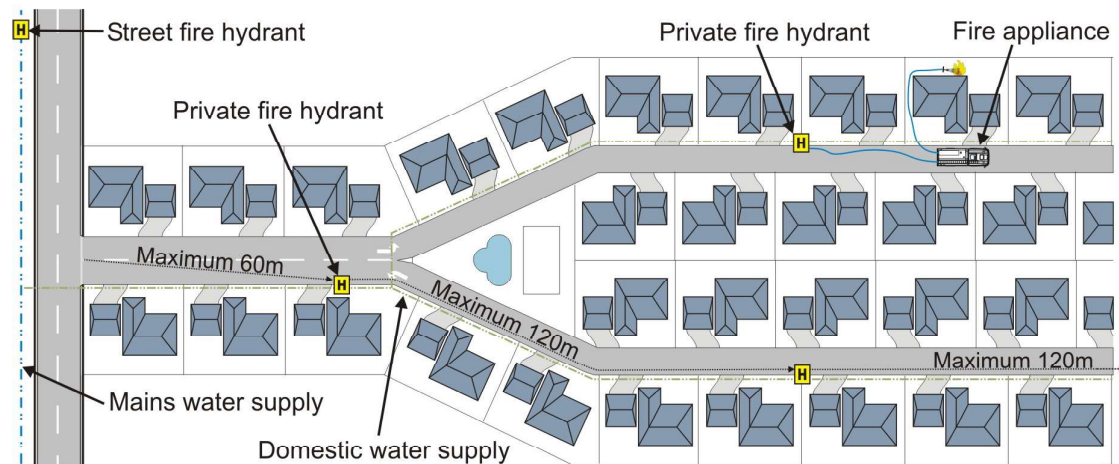 H
Street fire hydrant
Private fire hydrant
Private fire hydrant
Fire appliance
H
Maximum 60m
H
Maximum 120m
Maximum 120m
H
Mains water supply
Domestic water supply